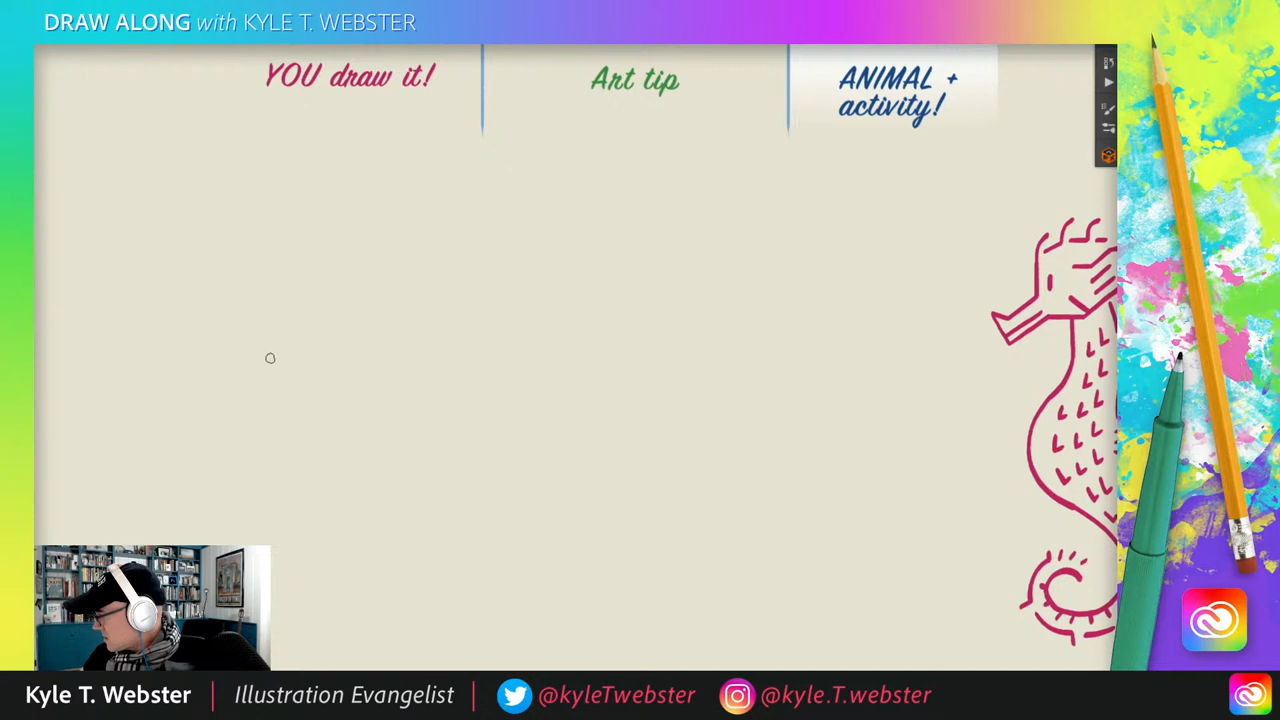 DRAW ALONG with KYLE T. WEBSTER
YOU draw it!
Art tip
ANIMAL +
activity!
Kyle T. Webster
Illustration Evangelist
@kyleTwebster
@kyle.T.webster